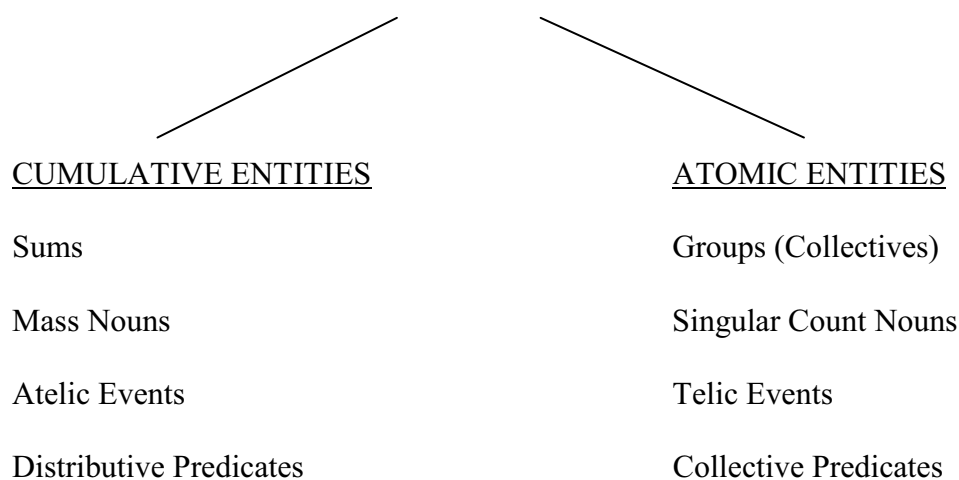 CUMULATIVE ENTITIES ATOMIC ENTITIES
Sums Groups (Collectives)
Mass Nouns Singular Count Nouns
Atelic Events Telic Events
Distributive Predicates Collective Predicates